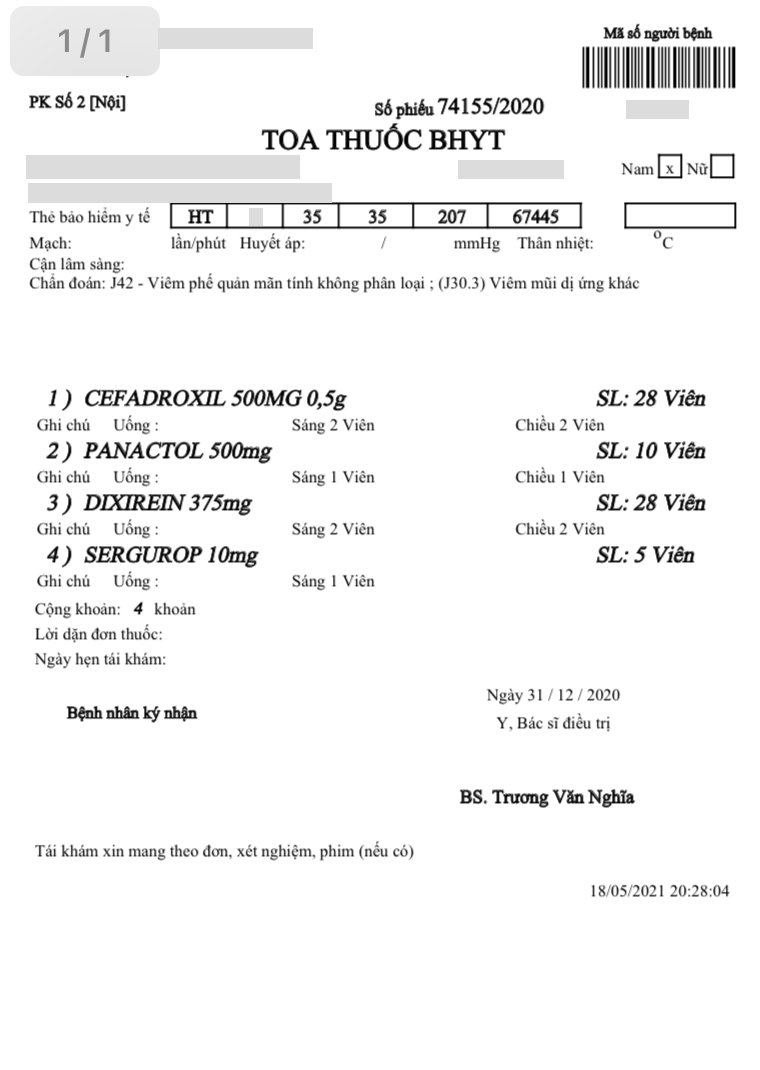 1/1
Mã số người bệnh
PK Số 2 [Nội]
Số phiếu 74155/2020
TOA THUỐC BHYT
Nam x Nữ
Thẻ bảo hiểm y tế HT 35 35 207 67445
Mạch: lần/phút Huyết áp: / mmHg Thân nhiệt: °C
Cận lâm sàng:
Chẩn đoán: J42 - Viêm phế quản mãn tính không phân loại ; (J30.3) Viêm mũi dị ứng khác
1 ) CEFADROXIL 500MG 0,5g SL: 28 Viên
Ghi chú Uống : Sáng 2 Viên Chiều 2 Viên
2 ) PANACTOL 500mg SL: 10 Viên
Ghi chú Uống : Sáng 1 Viên Chiều 1 Viên
3 ) DIXIREIN 375mg SL: 28 Viên
Ghi chú Uống : Sáng 2 Viên Chiều 2 Viên
4 ) SERGUROP 10mg SL: 5 Viên
Ghi chú Uống : Sáng 1 Viên
Cộng khoản: 4 khoản
Lời dặn đơn thuốc:
Ngày hẹn tái khám:
Ngày 31 / 12 / 2020
Bệnh nhân ký nhận
Y, Bác sĩ điều trị
BS. Trương Văn Nghĩa
Tái khám xin mang theo đơn, xét nghiệm, phim (nếu có)
18/05/2021 20:28:04